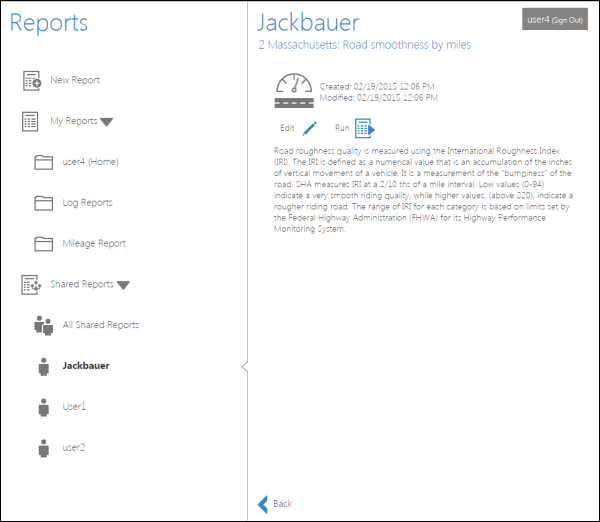 Reports
New Report
My Reports
user4 (Home)
Log Reports
Mileage Report
Shared Reports
All Shared Reports
Jackbauer
User1
user2
Jackbauer
user4 (Sign Out)
2 Massachusetts: Road smoothness by miles
Created: 02/19/2015 12:06 PM
Modified: 02/19/2015 12:06 PM
Edit
Run
Road roughness quality is measured using the International Roughness Index
(IRI). The IRI is defined as a numerical value that is an accumulation of the inches
of vertical movement of a vehicle. It is a measurement of the "bumpiness" of the
road. SHA measures IRI at a 2/10 ths of a mile interval. Low values (0-94)
indicate a very smooth riding quality, while higher values, (above 220), indicate a
rougher riding road. The range of IRI for each category is based on limits set by
the Federal Highway Administration (FHWA) for its Highway Performance
Monitoring System.
Back